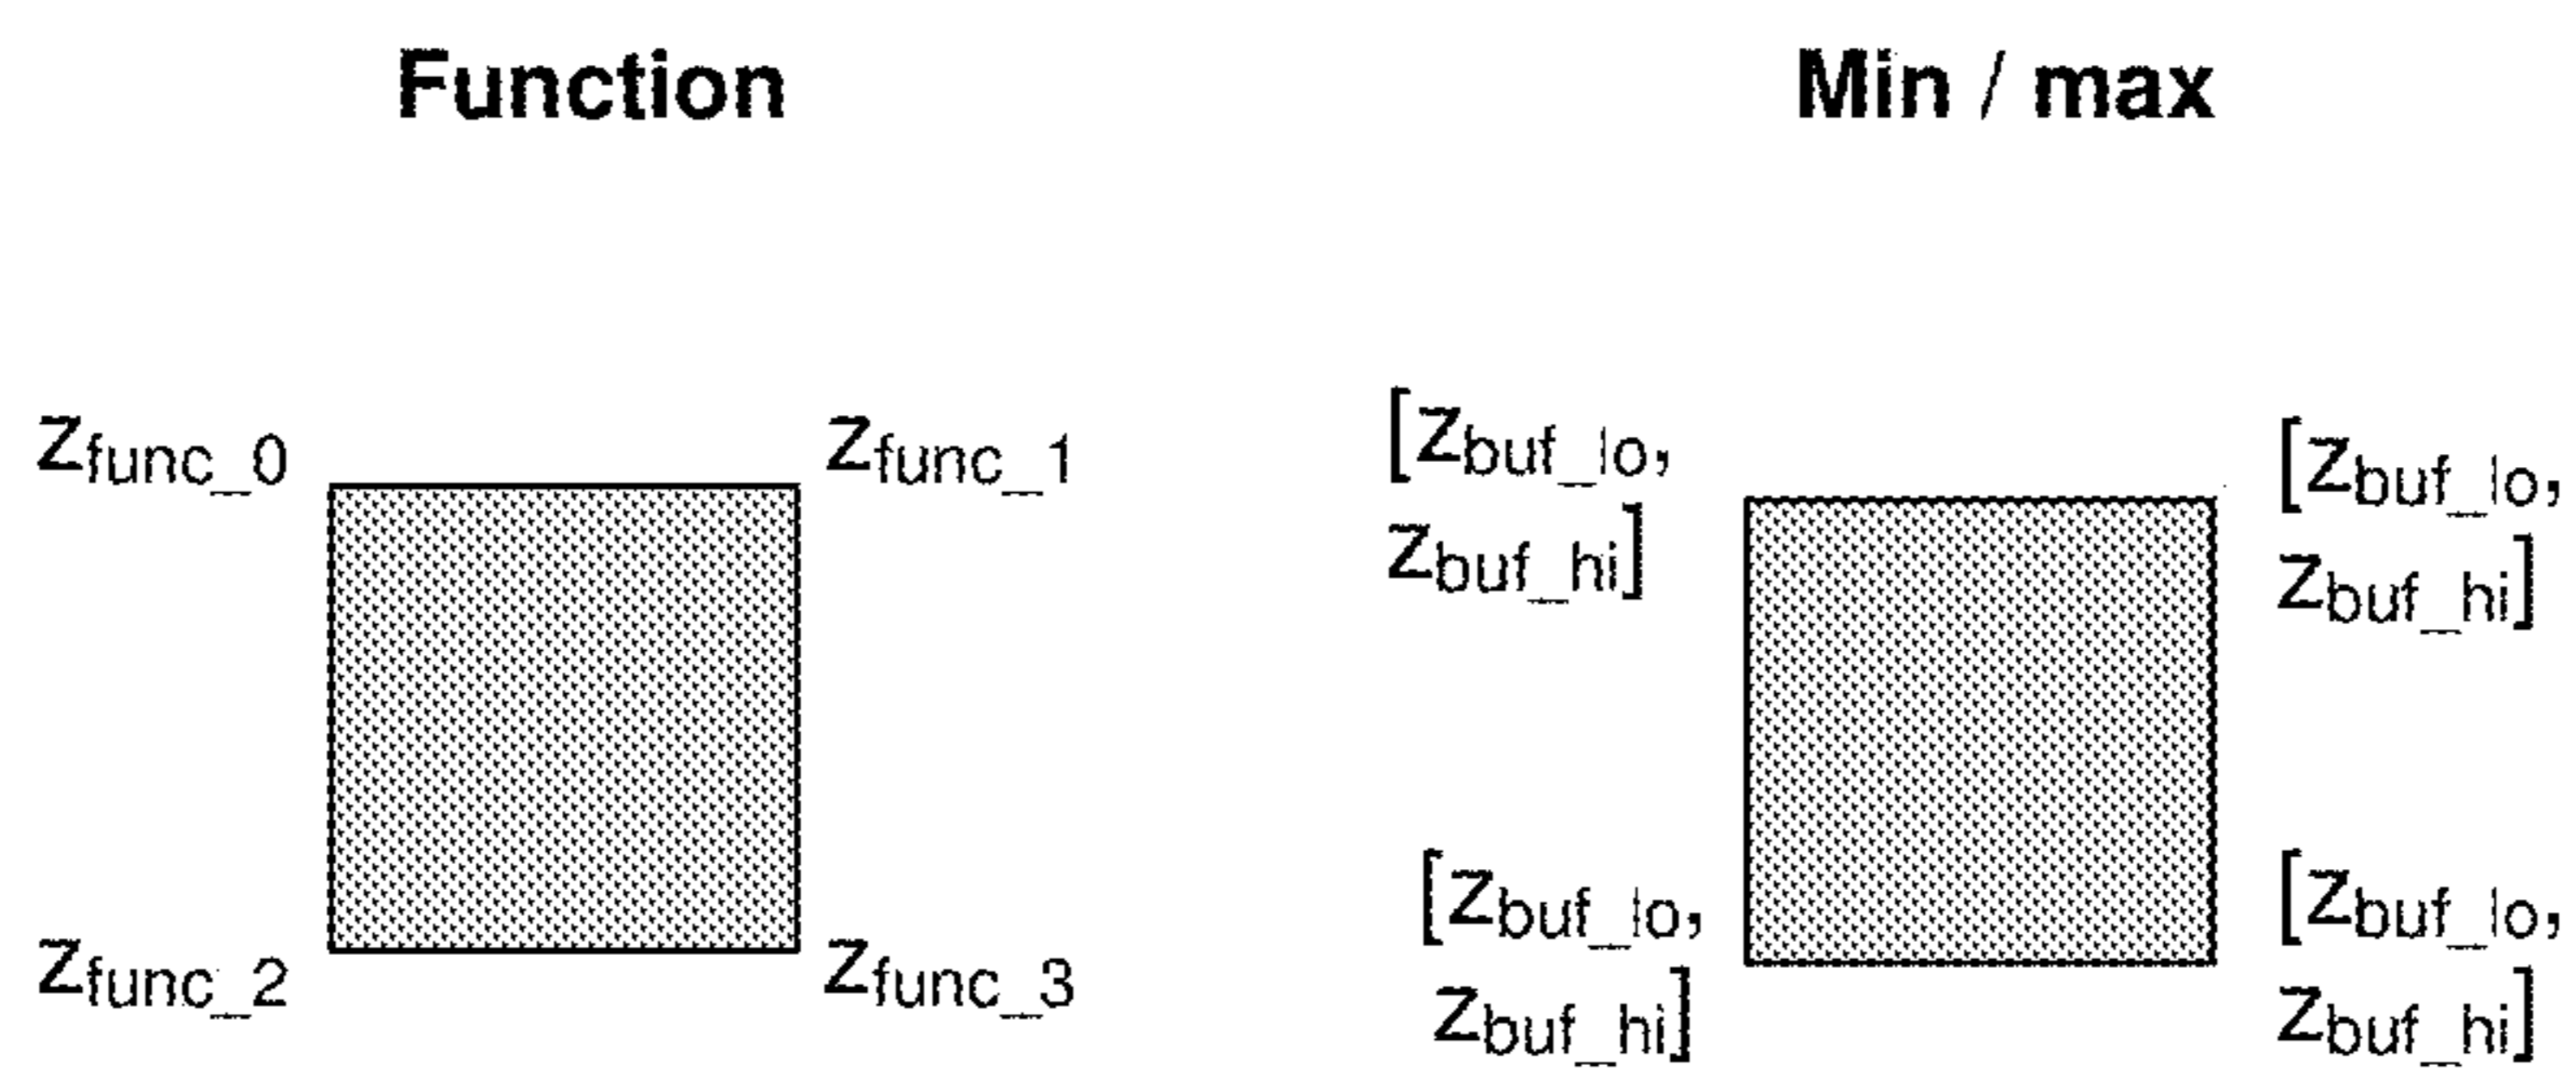 Function
Min / max
zfunc_0
zfunc_1
[zbuf_lo,
zbuf_hi]
[zbuf_lo,
zbuf_hi]
zfunc_2
zfunc_3
[zbuf_lo,
zbuf_hi]
[zbuf_lo,
zbuf_hi]